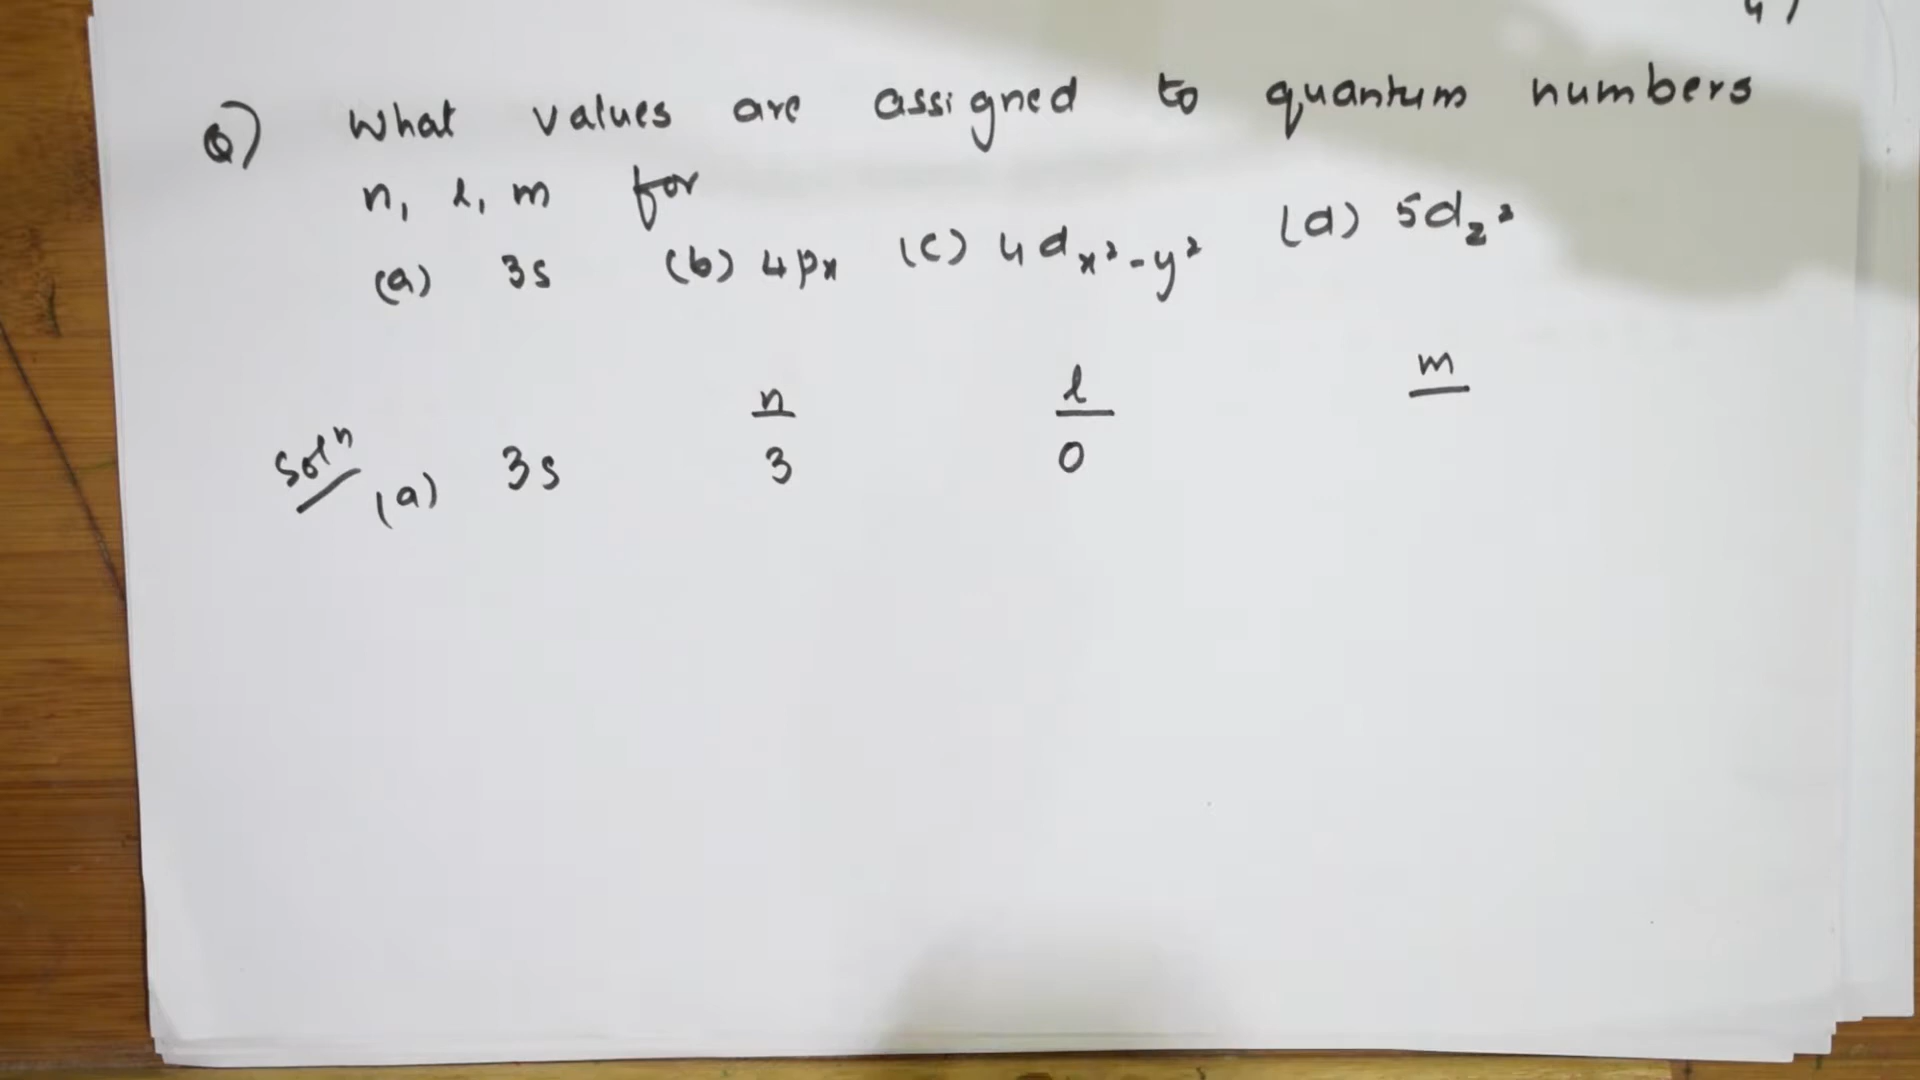 Q) What values are assigned to quantum numbers
n, l, m for
(a) 3s (b) 4px (c) 4dx²-y² (d) 5dz²
n l m
Solⁿ (a) 3s 3 0